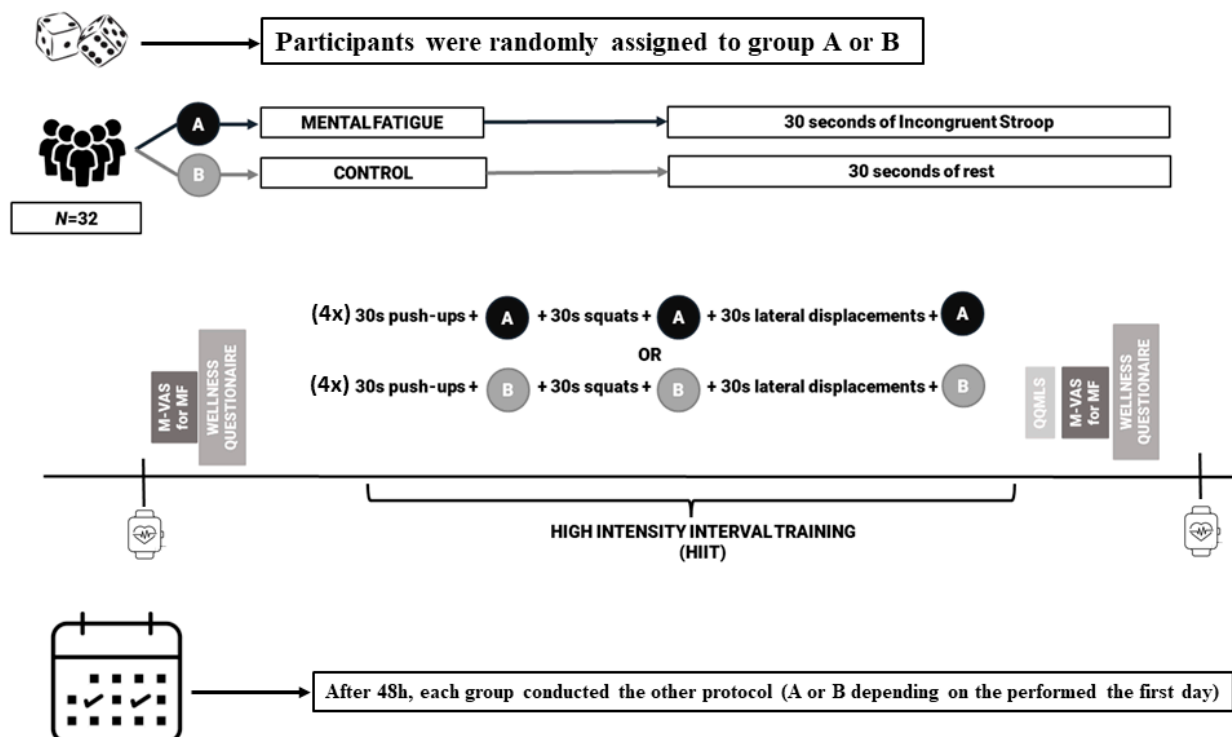 Participants were randomly assigned to group A or B
A
MENTAL FATIGUE
30 seconds of Incongruent Stroop
B
CONTROL
30 seconds of rest
N=32
(4x) 30s push-ups + A + 30s squats + A + 30s lateral displacements + A
OR
(4x) 30s push-ups + B + 30s squats + B + 30s lateral displacements + B
M-VAS
for MF
WELLNESS
QUESTIONAIRE
QQMLS
M-VAS
for MF
WELLNESS
QUESTIONAIRE
HIGH INTENSITY INTERVAL TRAINING
(HIIT)
After 48h, each group conducted the other protocol (A or B depending on the performed the first day)